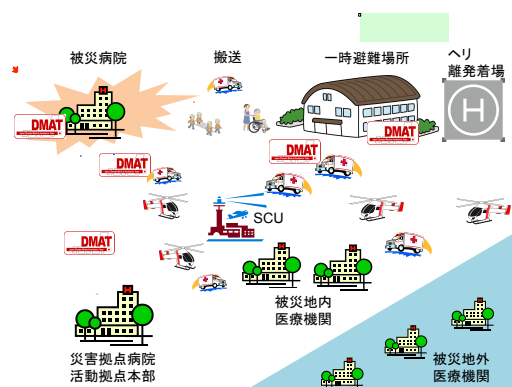 被災病院
搬送
一時避難場所
ヘリ
離発着場
H
DMAT
DMAT
DMAT
DMAT
SCU
DMAT
被災地内
医療機関
災害拠点病院
活動拠点本部
被災地外
医療機関